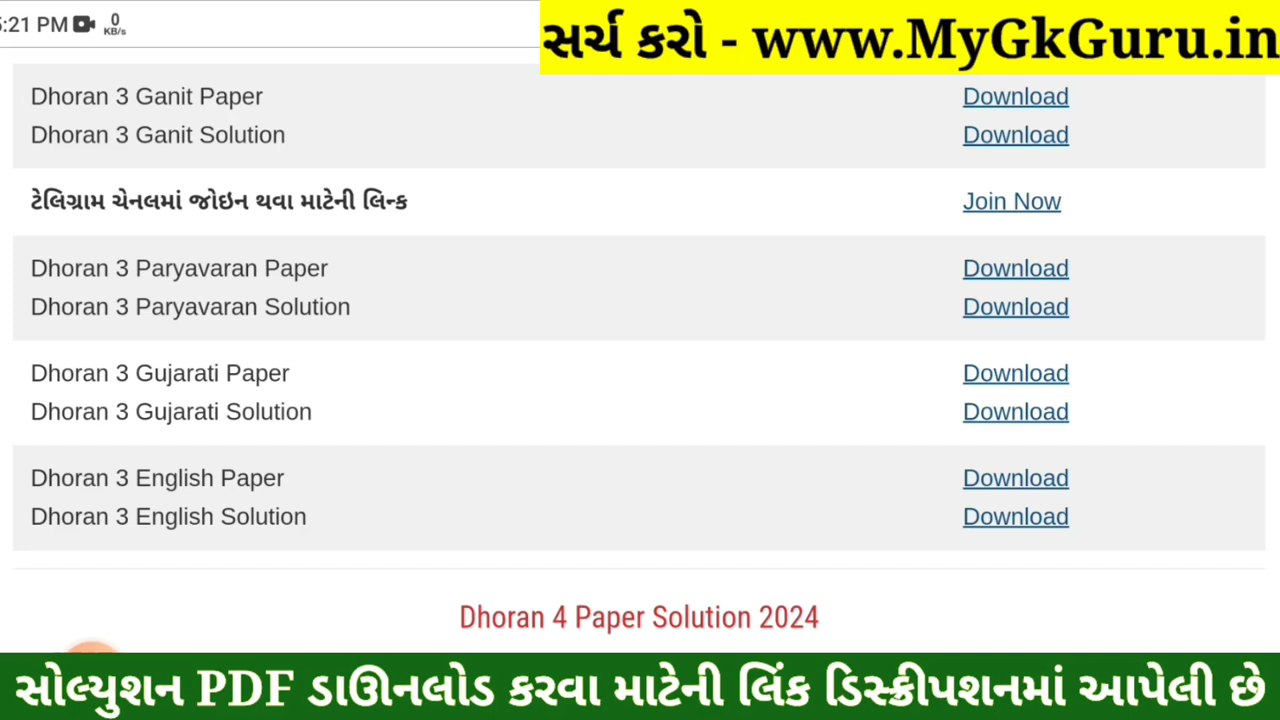 5:21 PM 0 KB/s
સર્ચ કરો - www.MyGkGuru.in
Dhoran 3 Ganit Paper Download
Dhoran 3 Ganit Solution Download
ટેલિગ્રામ ચેનલમાં જોઇન થવા માટેની લિન્ક Join Now
Dhoran 3 Paryavaran Paper Download
Dhoran 3 Paryavaran Solution Download
Dhoran 3 Gujarati Paper Download
Dhoran 3 Gujarati Solution Download
Dhoran 3 English Paper Download
Dhoran 3 English Solution Download
Dhoran 4 Paper Solution 2024
સોલ્યુશન PDF ડાઊનલોડ કરવા માટેની લિંક ડિસ્ક્રીપશનમાં આપેલી છે